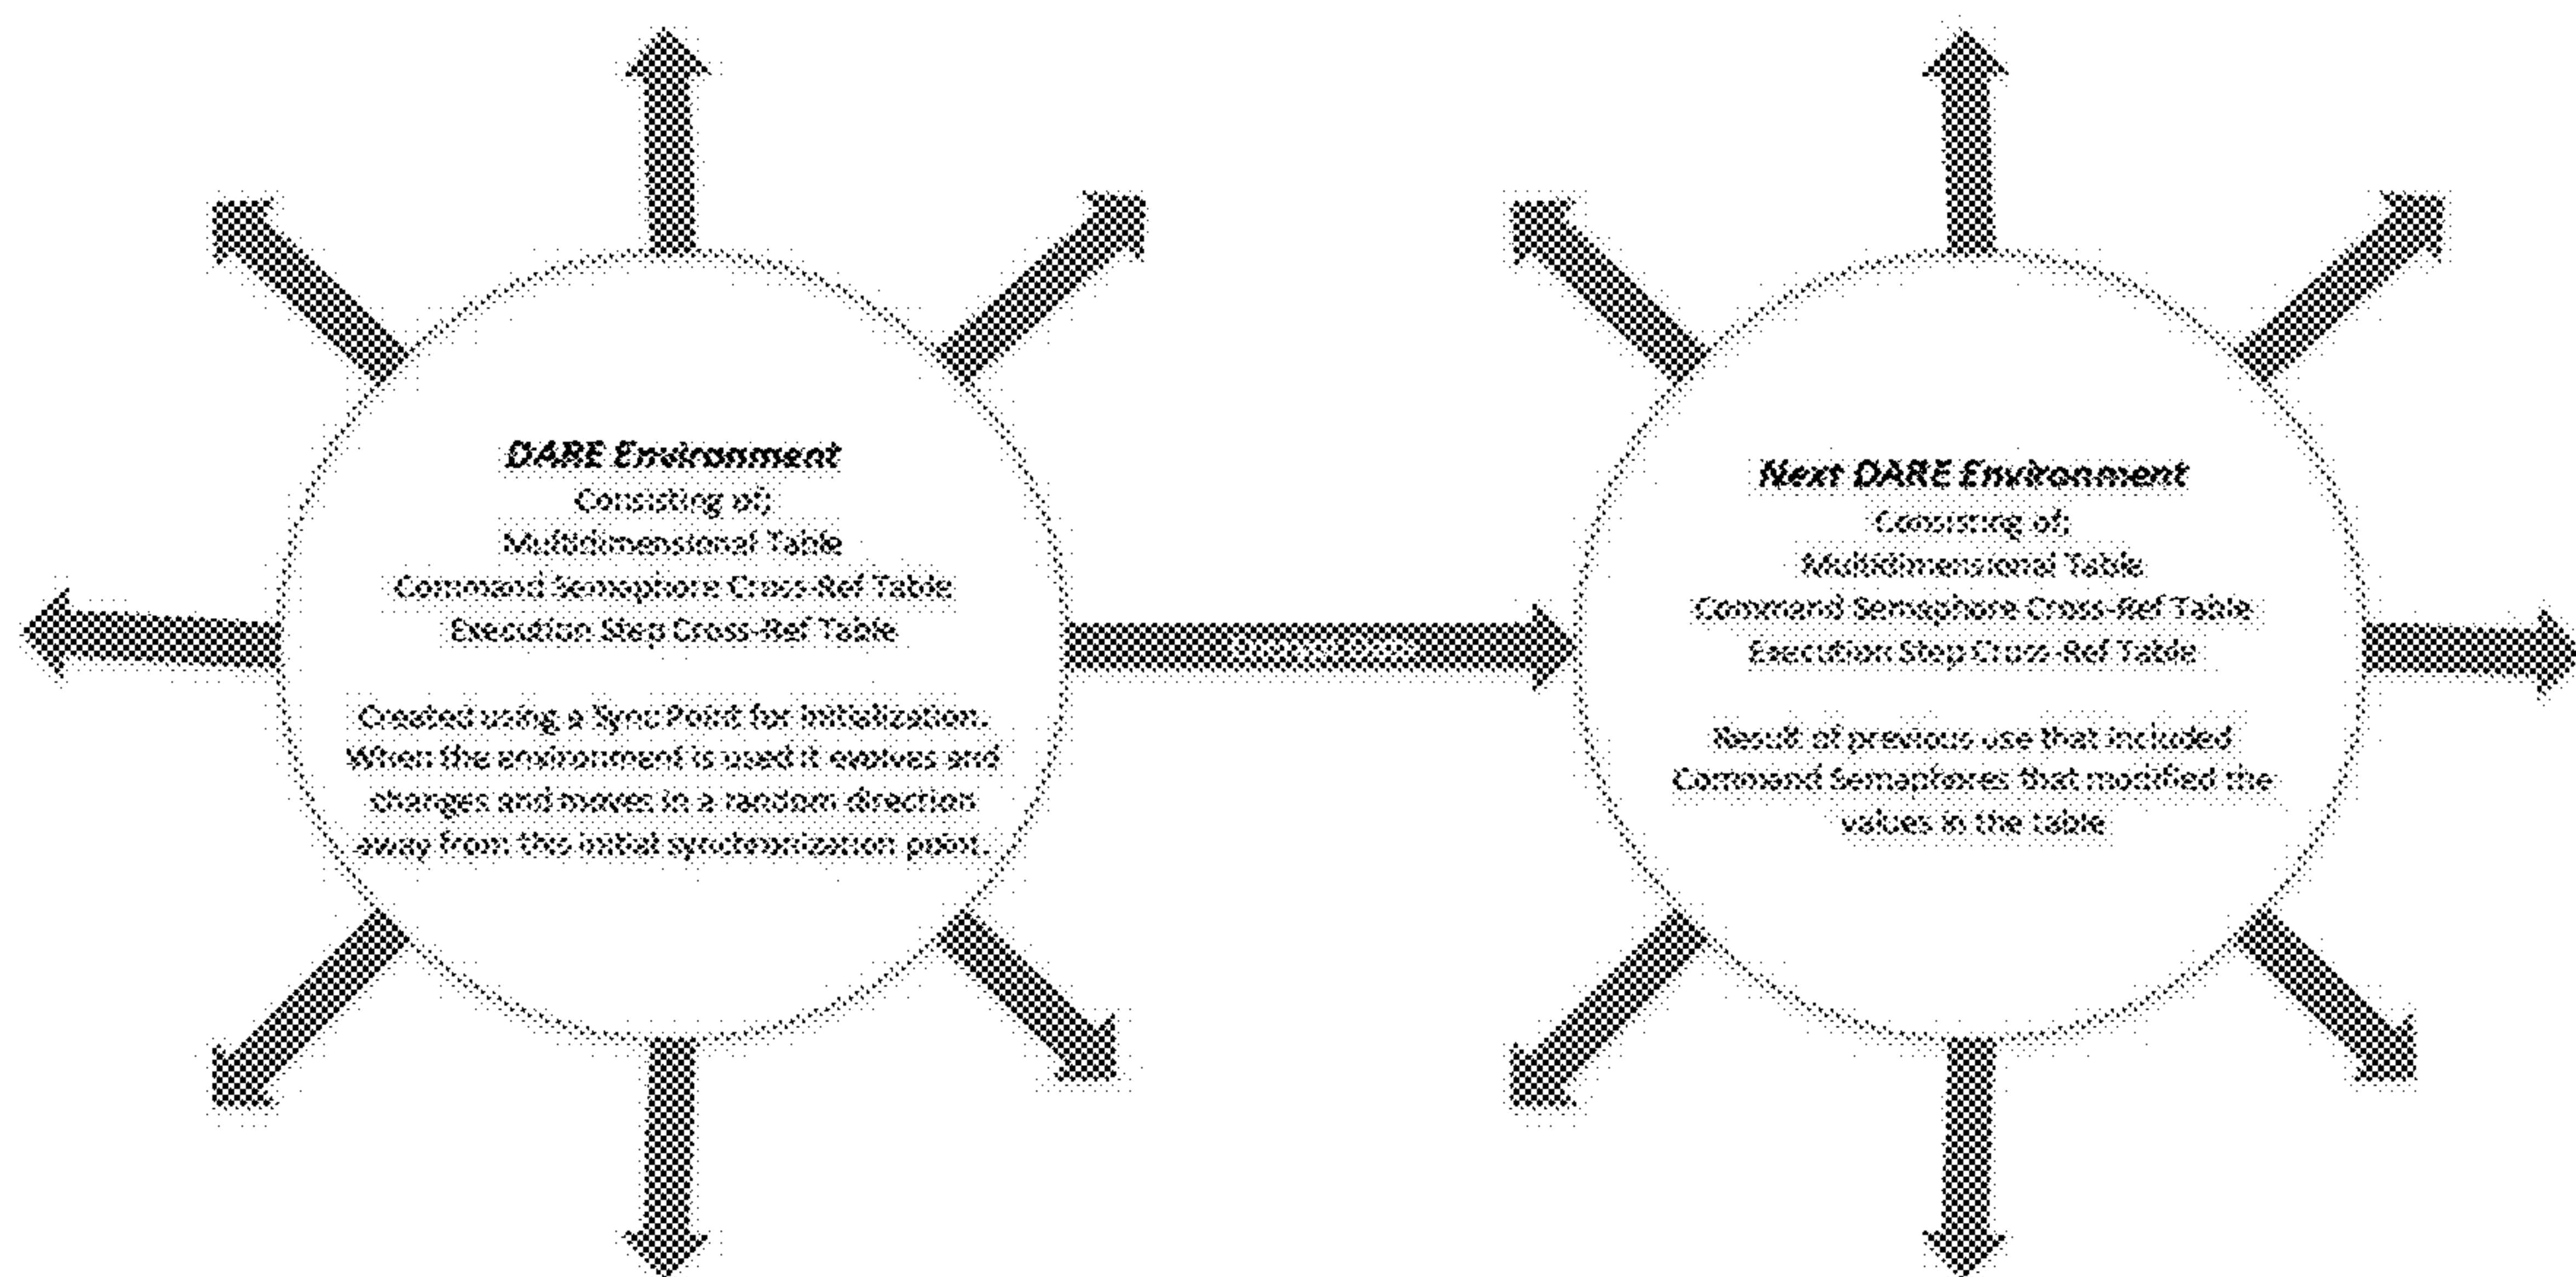 DARE Environment
Consisting of:
Multidimensional Table
Command Semaphore Cross-Ref Table
Execution Step Cross-Ref Table
Created using a Sync Point for Initialization.
When the environment is used it evolves and
changes and moves in a random direction
away from this initial synchronization point.
Next DARE Environment
Consisting of:
Multidimensional Table
Command Semaphore Cross-Ref Table
Execution Step Cross-Ref Table
Result of previous use that included
Command Semaphores that modified the
values in the table